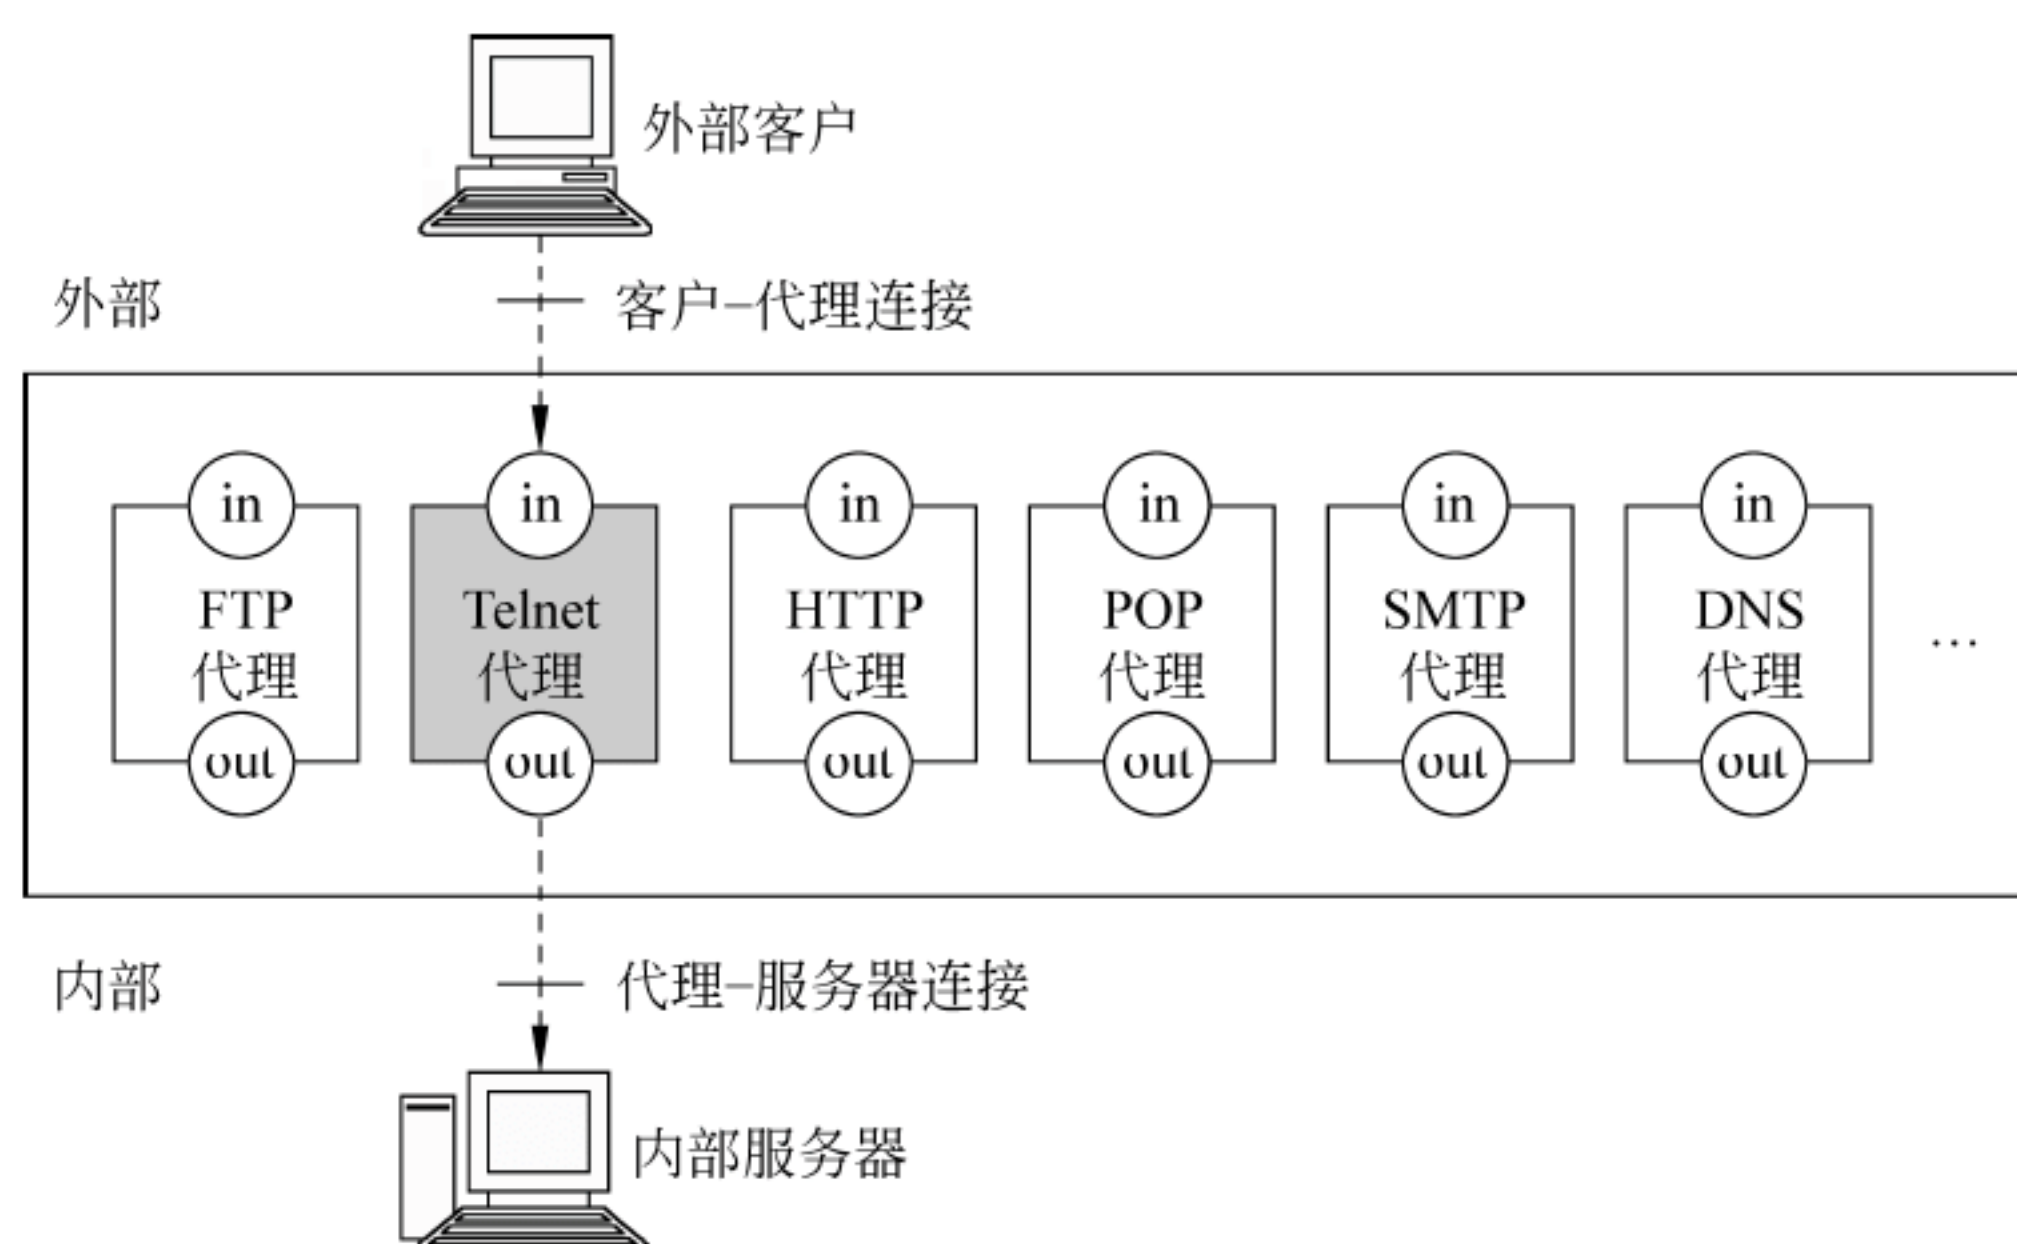 外部客户
外部
客户-代理连接
in in in in in in
FTP Telnet HTTP POP SMTP DNS
代理 代理 代理 代理 代理 代理 …
out out out out out out
内部
代理-服务器连接
内部服务器